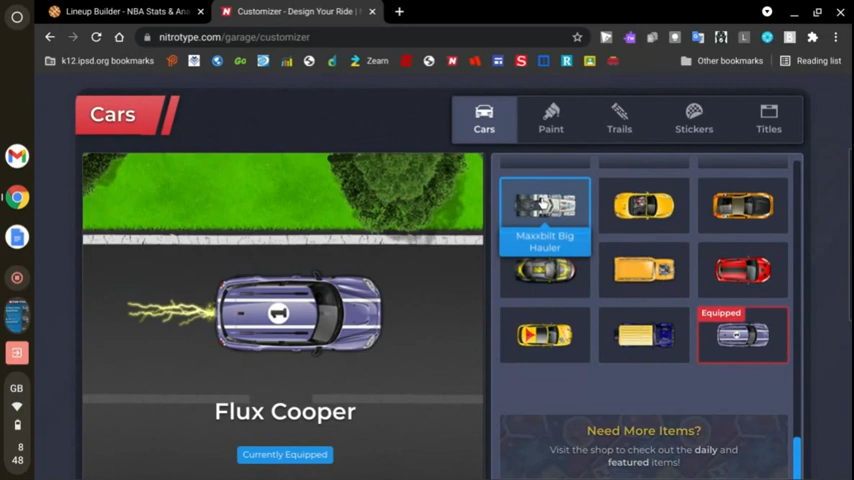 Lineup Builder - NBA Stats & Ana
Customizer - Design Your Ride |
nitrotype.com/garage/customizer
k12.ipsd.org bookmarks
Zearn
Other bookmarks
Reading list
Cars
Cars
Paint
Trails
Stickers
Titles
Maxxbilt Big
Hauler
Equipped
1
Flux Cooper
Currently Equipped
Need More Items?
Visit the shop to check out the daily and
featured items!
GB
8
48